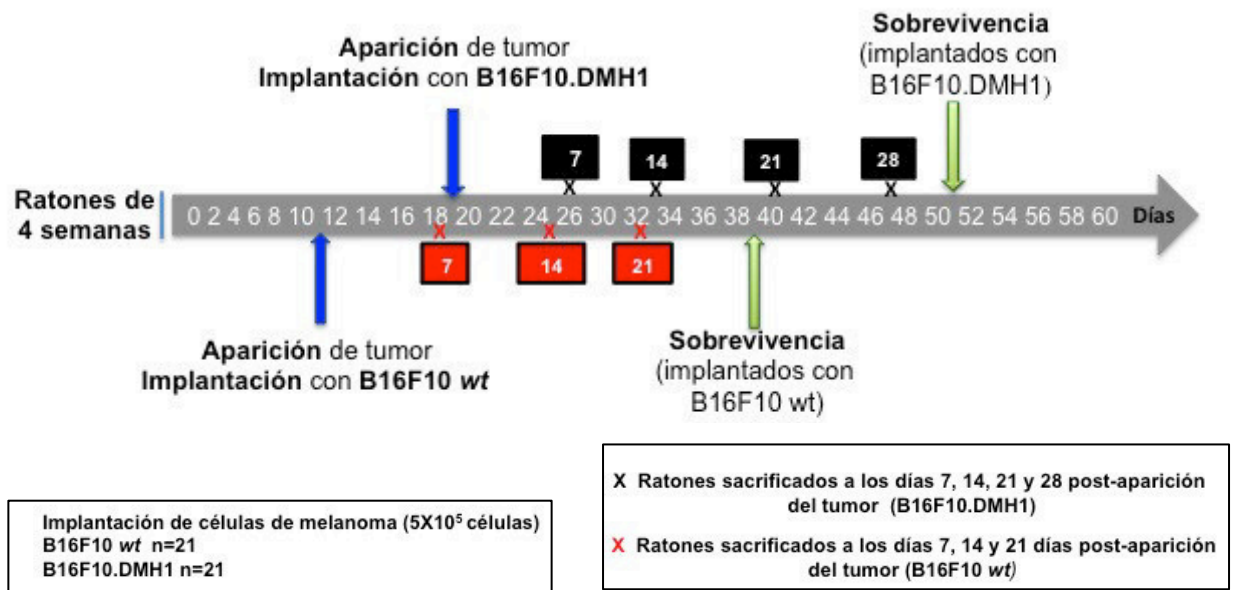 Aparición de tumor
Implantación con B16F10.DMH1
Sobrevivencia
(implantados con
B16F10.DMH1)
7
14
21
28
Ratones de
4 semanas
0 2 4 6 8 10 12 14 16 18 20 22 24 26 30 32 34 36 38 40 42 44 46 48 50 52 54 56 58 60 Días
X X X X
X X X
7
14
21
Aparición de tumor
Implantación con B16F10 wt
Sobrevivencia
(implantados con
B16F10 wt)
Implantación de células de melanoma (5X10⁵ células)
B16F10 wt n=21
B16F10.DMH1 n=21
X Ratones sacrificados a los días 7, 14, 21 y 28 post-aparición
del tumor (B16F10.DMH1)
X Ratones sacrificados a los días 7, 14 y 21 días post-aparición
del tumor (B16F10 wt)